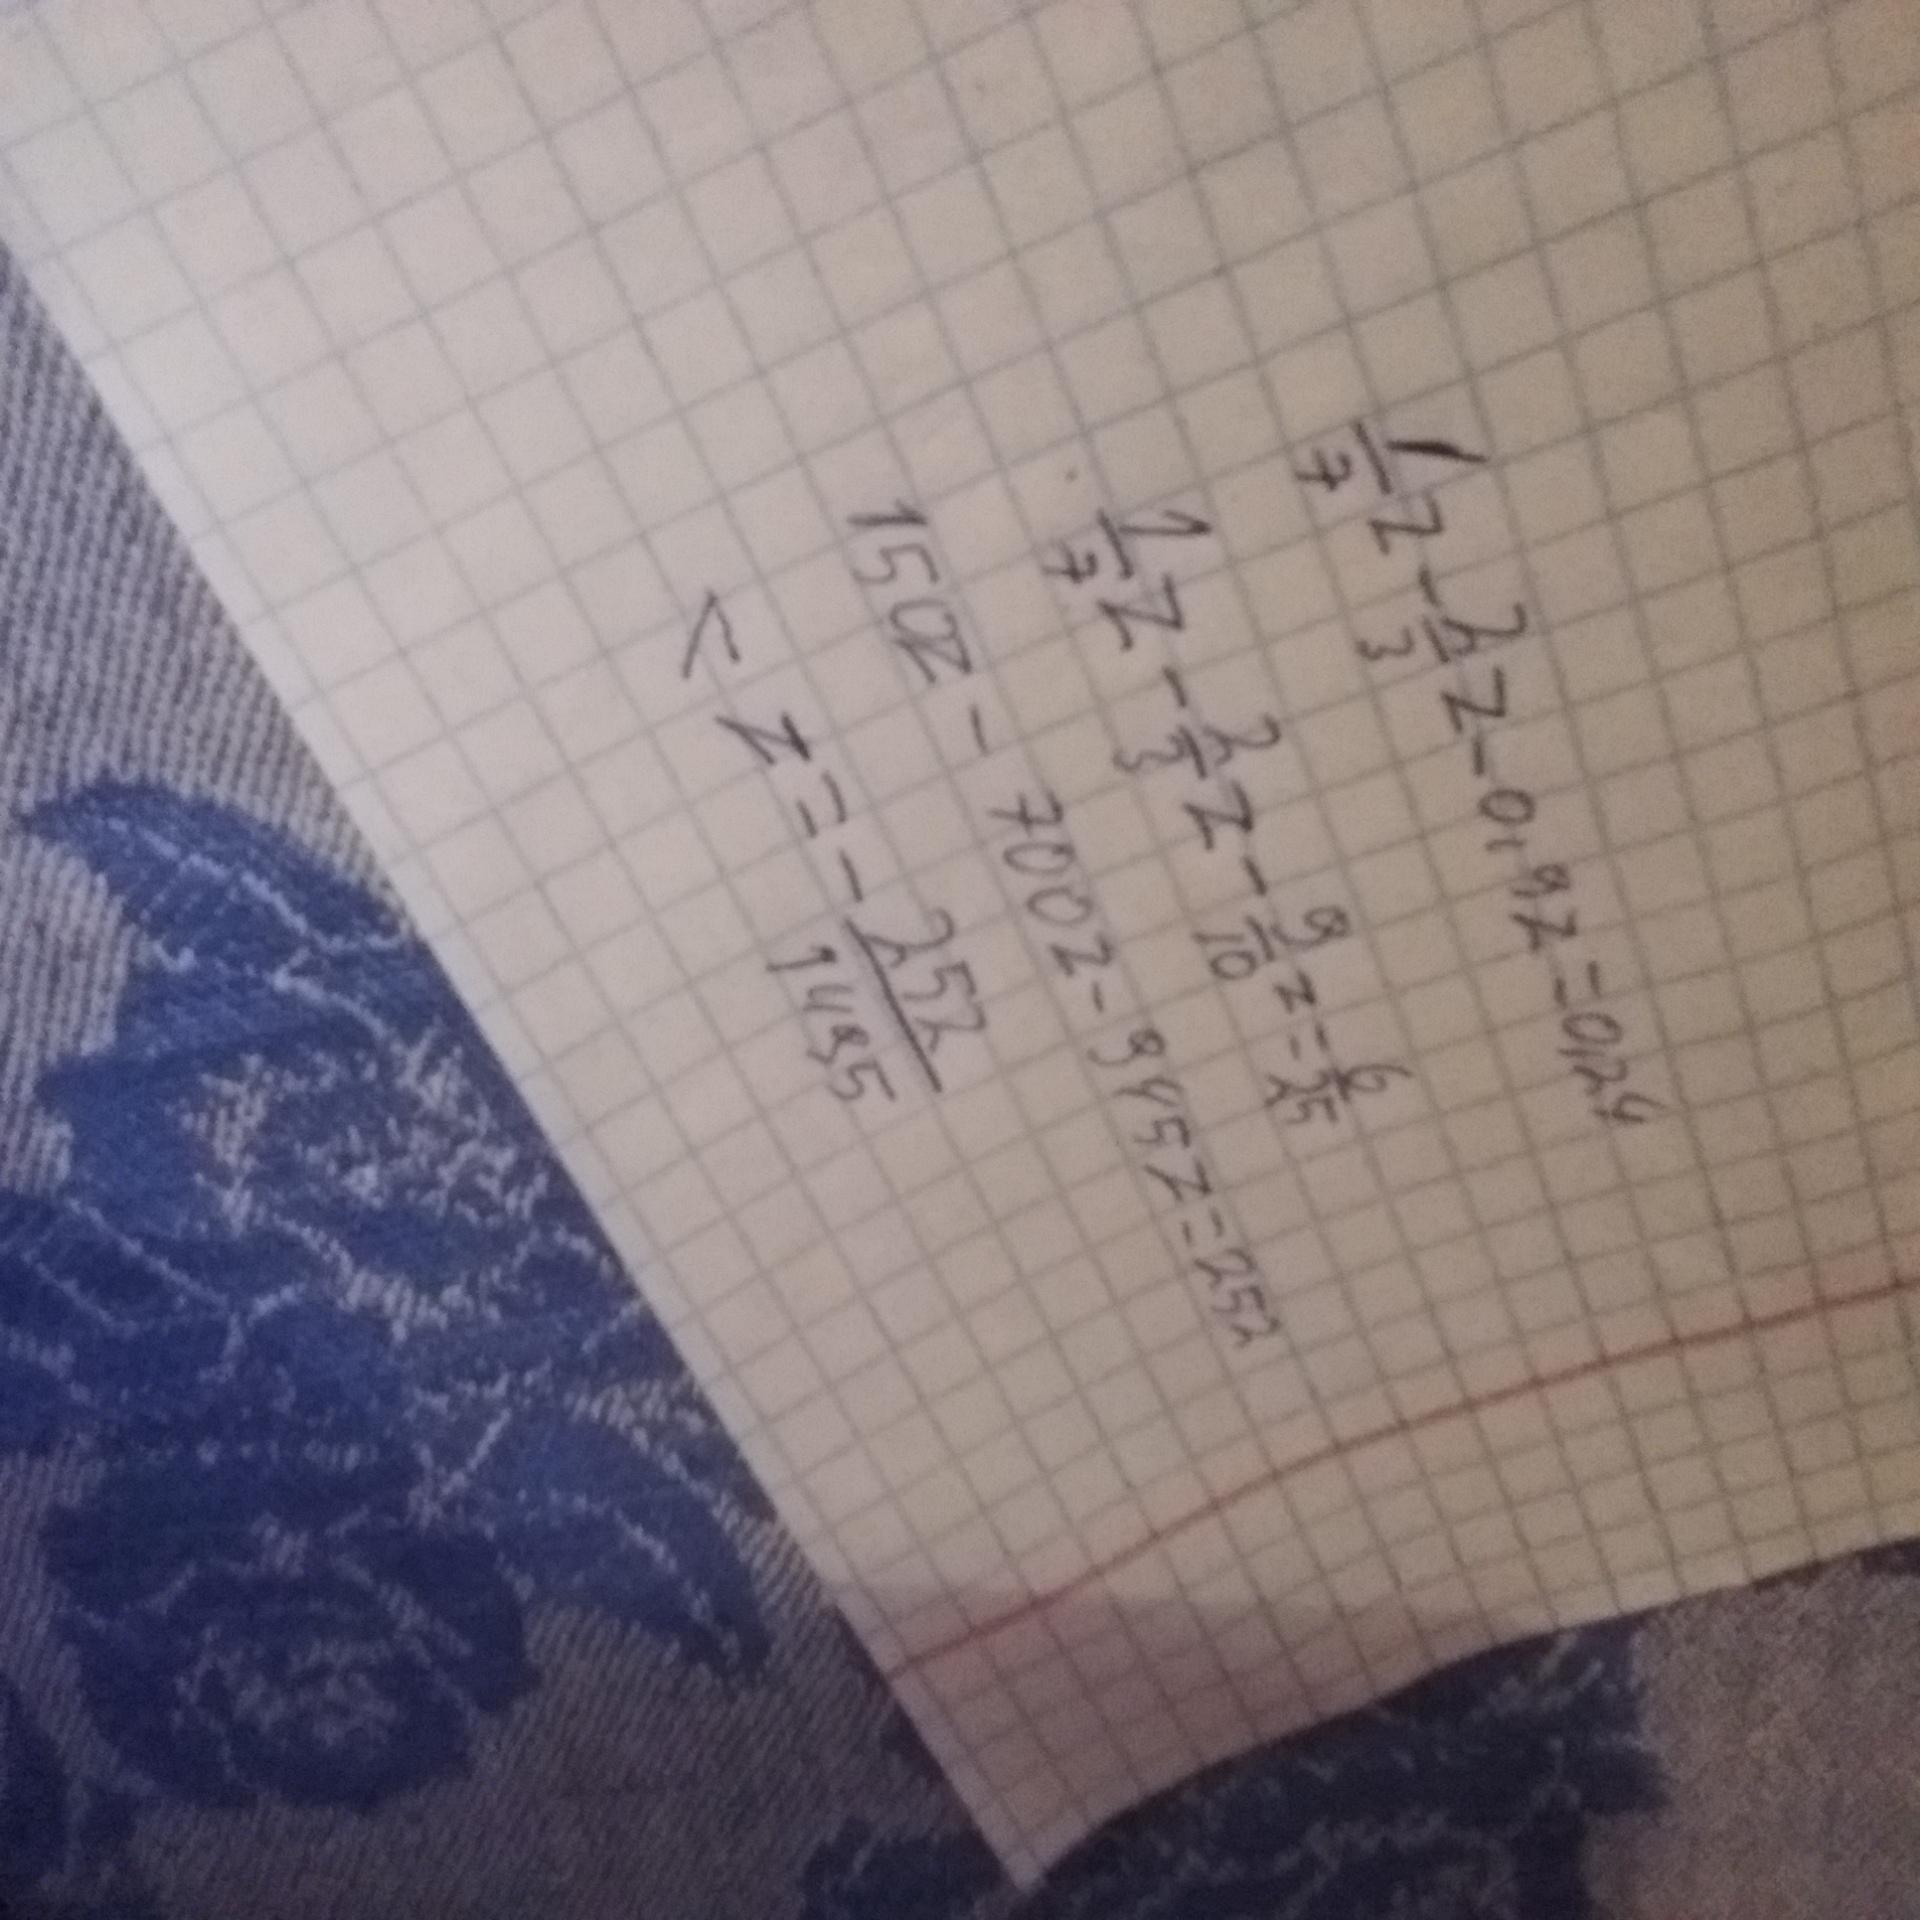 1/7 z - 2/3 z - 0,9z = 0,24
1/7 z - 2/3 z - 9/10 z = 6/25
150z - 700z - 945z = 252
< z = - 252/1495